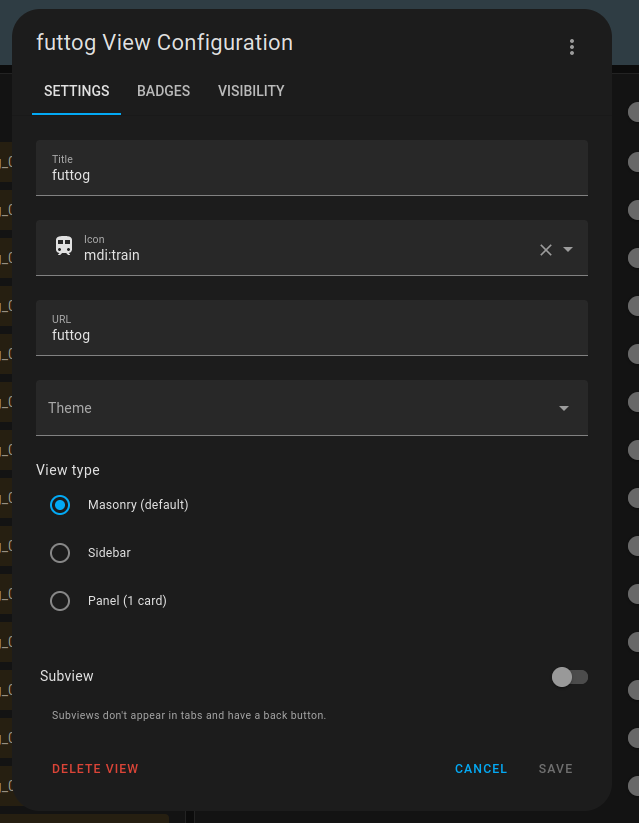 futtog View Configuration
SETTINGS BADGES VISIBILITY
Title
futtog
Icon
mdi:train
URL
futtog
Theme
View type
Masonry (default)
Sidebar
Panel (1 card)
Subview
Subviews don't appear in tabs and have a back button.
DELETE VIEW CANCEL SAVE